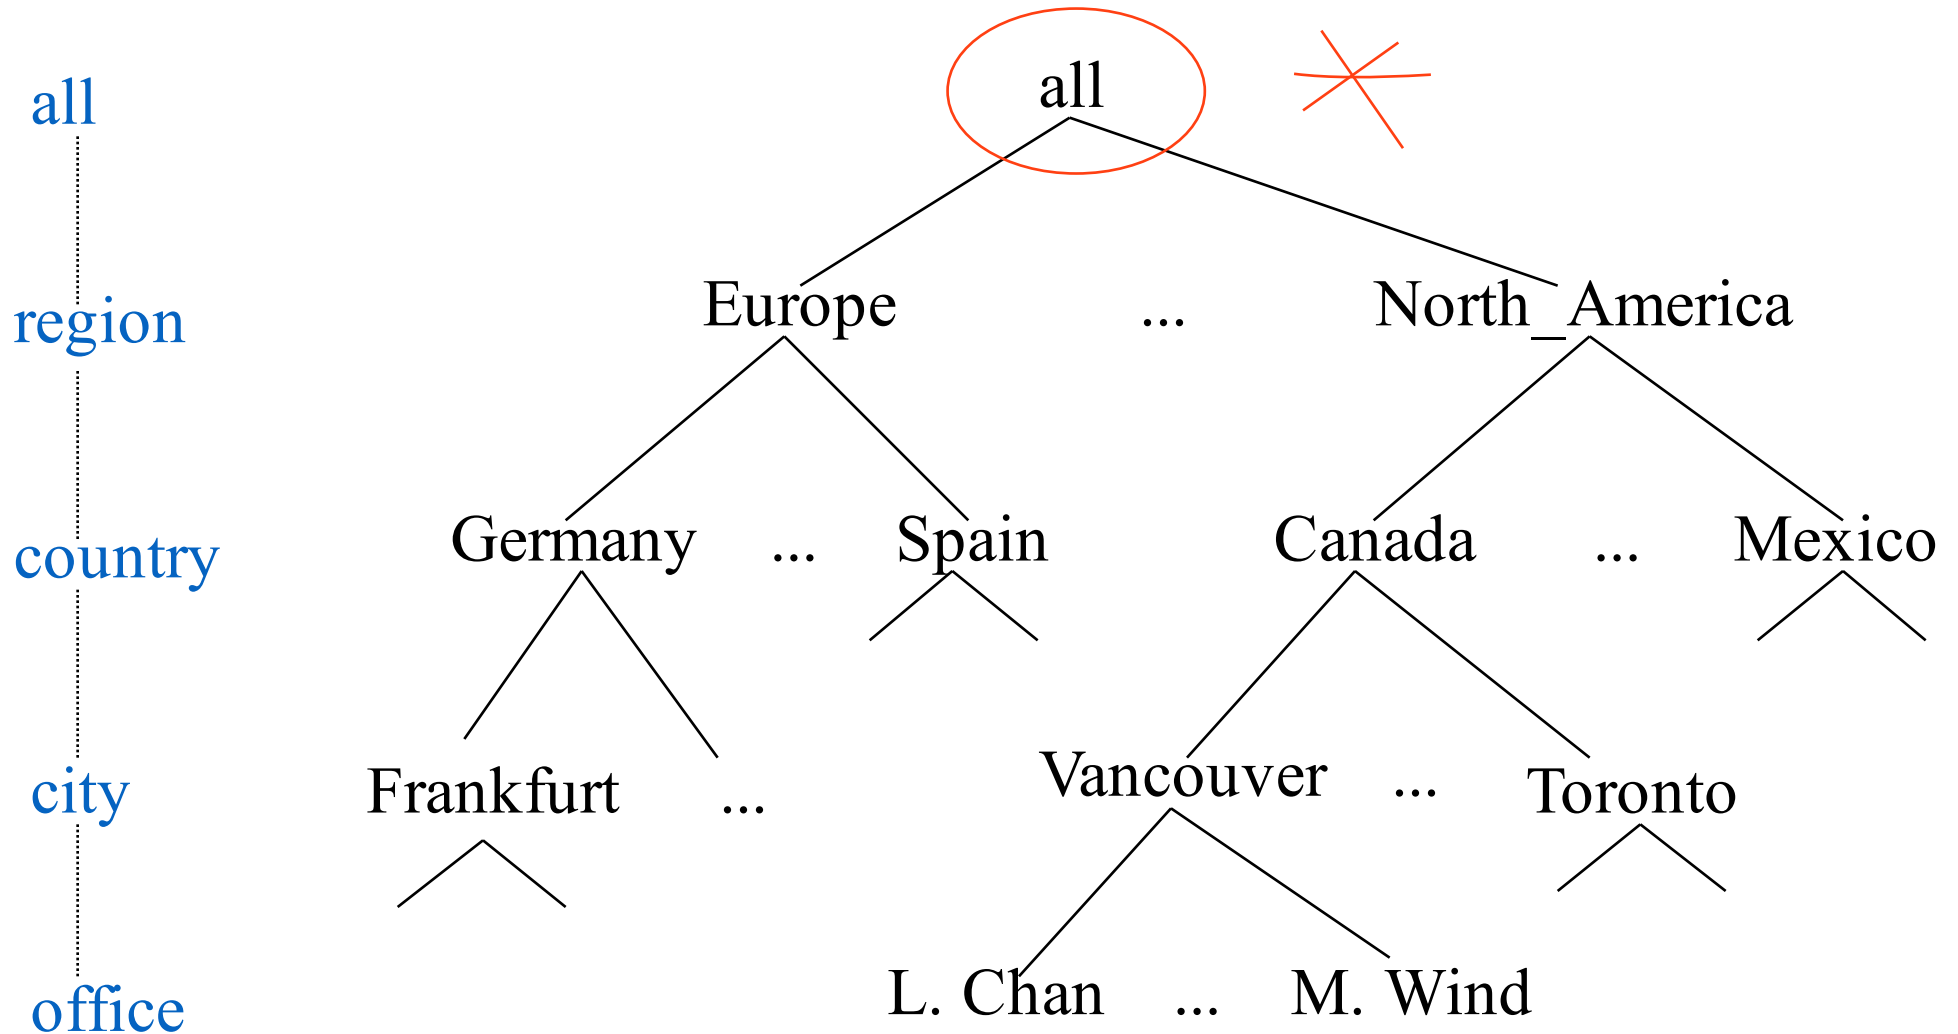 all
all
region
Europe ... North_America
country
Germany ... Spain Canada ... Mexico
city
Frankfurt ... Vancouver ... Toronto
office
L. Chan ... M. Wind